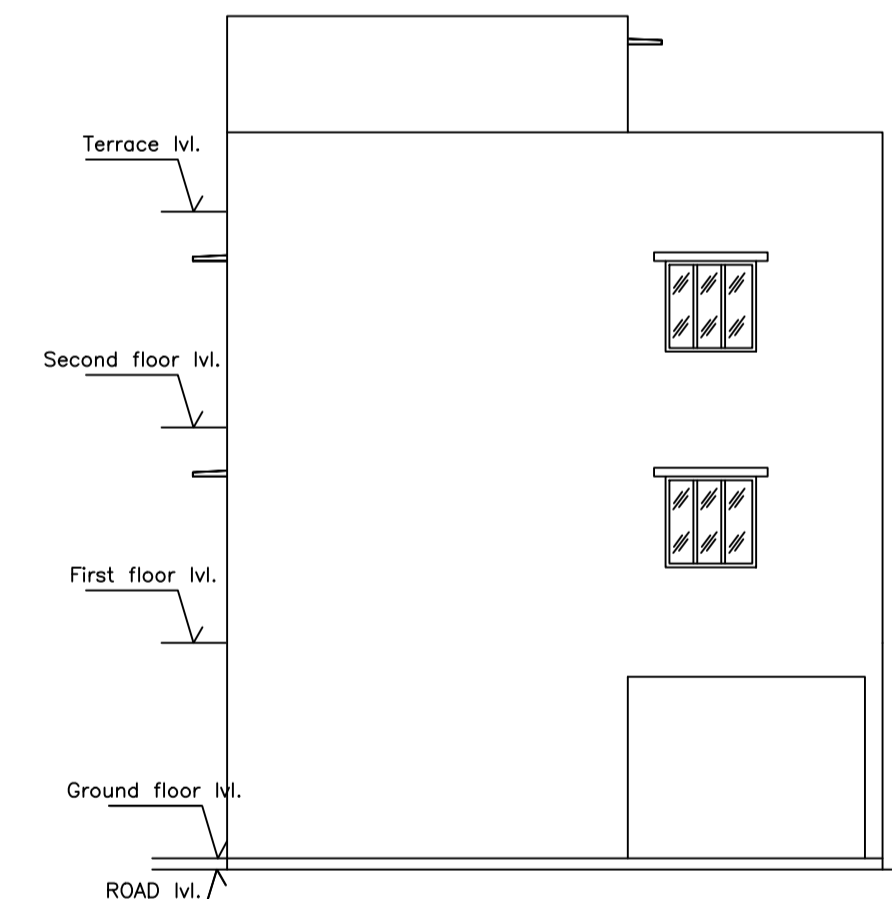 Terrace lvl.
Second floor lvl.
First floor lvl.
Ground floor lvl.
ROAD lvl.